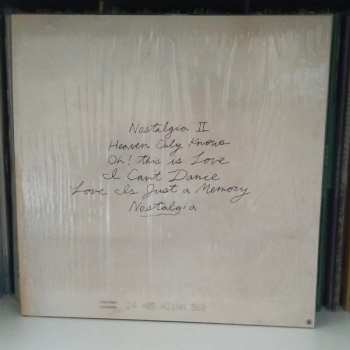 Nostalgia II
Heaven Only Knows
Oh! this is Love
I Can't Dance
Love Is Just a Memory
Nostalgia